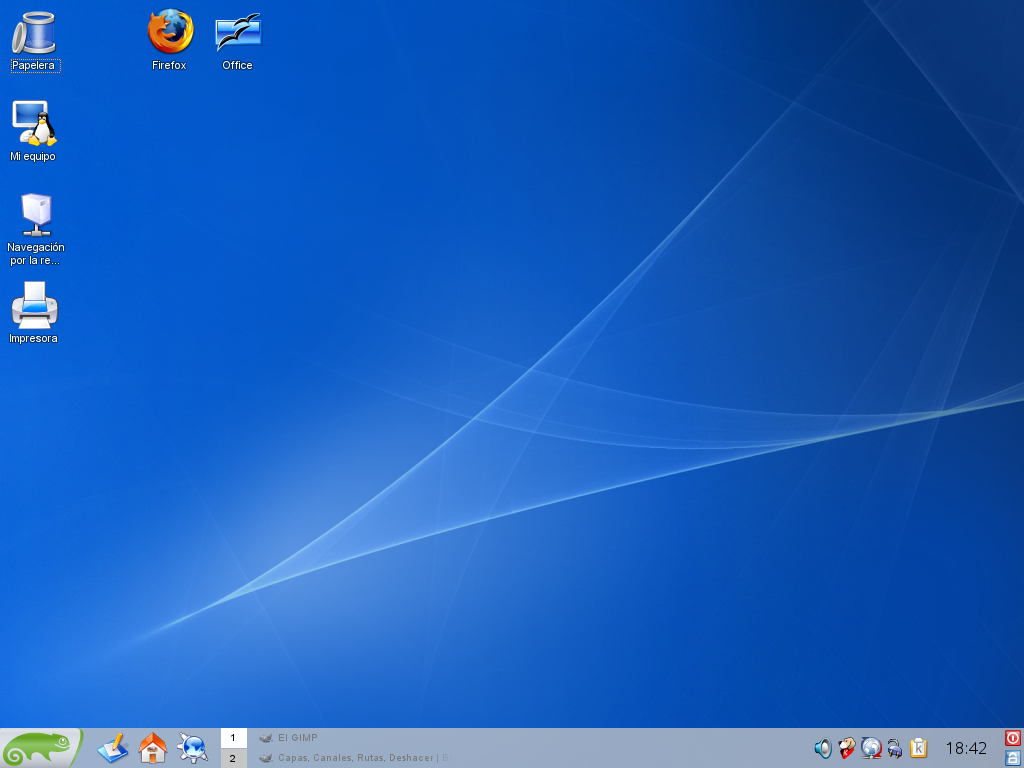 Papelera
Firefox
Office
Mi equipo
Navegación
por la re...
Impresora
1
2
El GIMP
Capas, Canales, Rutas, Deshacer |
k
18:42